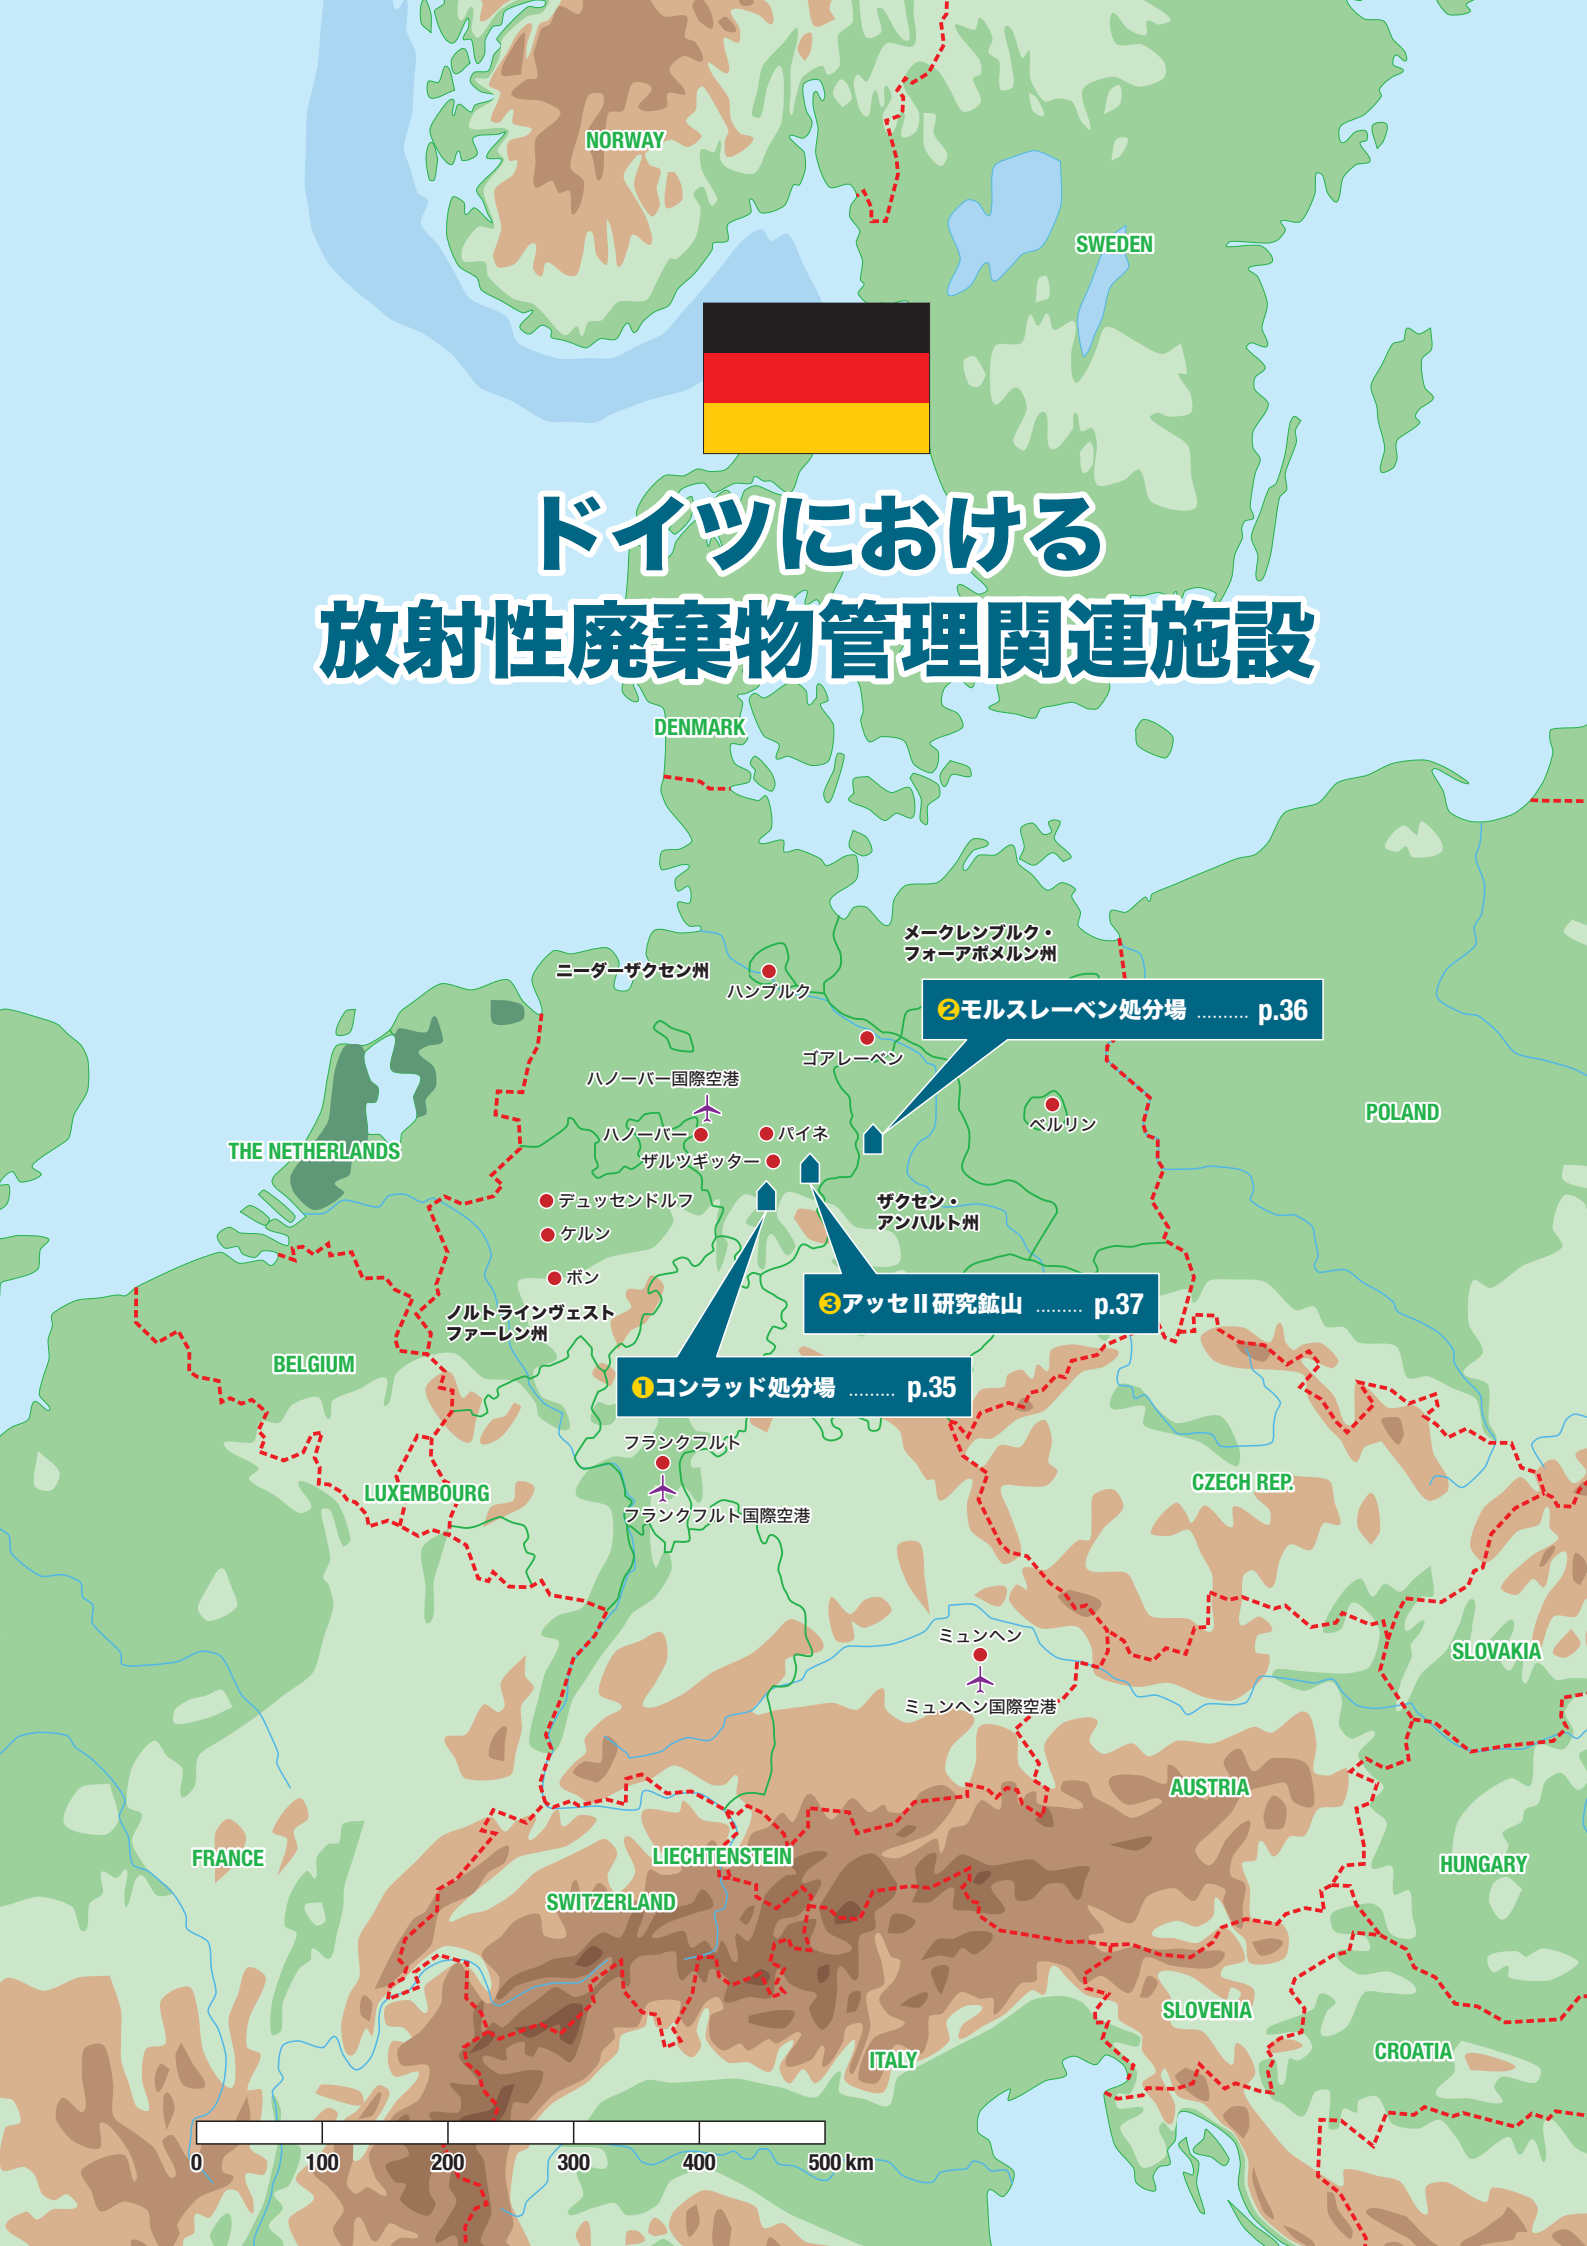 NORWAY
SWEDEN
ドイツにおける
放射性廃棄物管理関連施設
DENMARK
メークレンブルク・
フォーアポメルン州
ニーダーザクセン州
ハンブルク
❷モルスレーベン処分場 .......... p.36
ゴアレーベン
ハノーバー国際空港
POLAND
ベルリン
ハノーバー
パイネ
THE NETHERLANDS
ザルツギッター
デュッセンドルフ
ザクセン・
アンハルト州
ケルン
ボン
❸アッセⅡ研究鉱山 ......... p.37
ノルトラインヴェスト
ファーレン州
BELGIUM
❶コンラッド処分場 ......... p.35
フランクフルト
CZECH REP.
LUXEMBOURG
フランクフルト国際空港
ミュンヘン
SLOVAKIA
ミュンヘン国際空港
AUSTRIA
FRANCE
LIECHTENSTEIN
HUNGARY
SWITZERLAND
SLOVENIA
CROATIA
ITALY
0 100 200 300 400 500 km